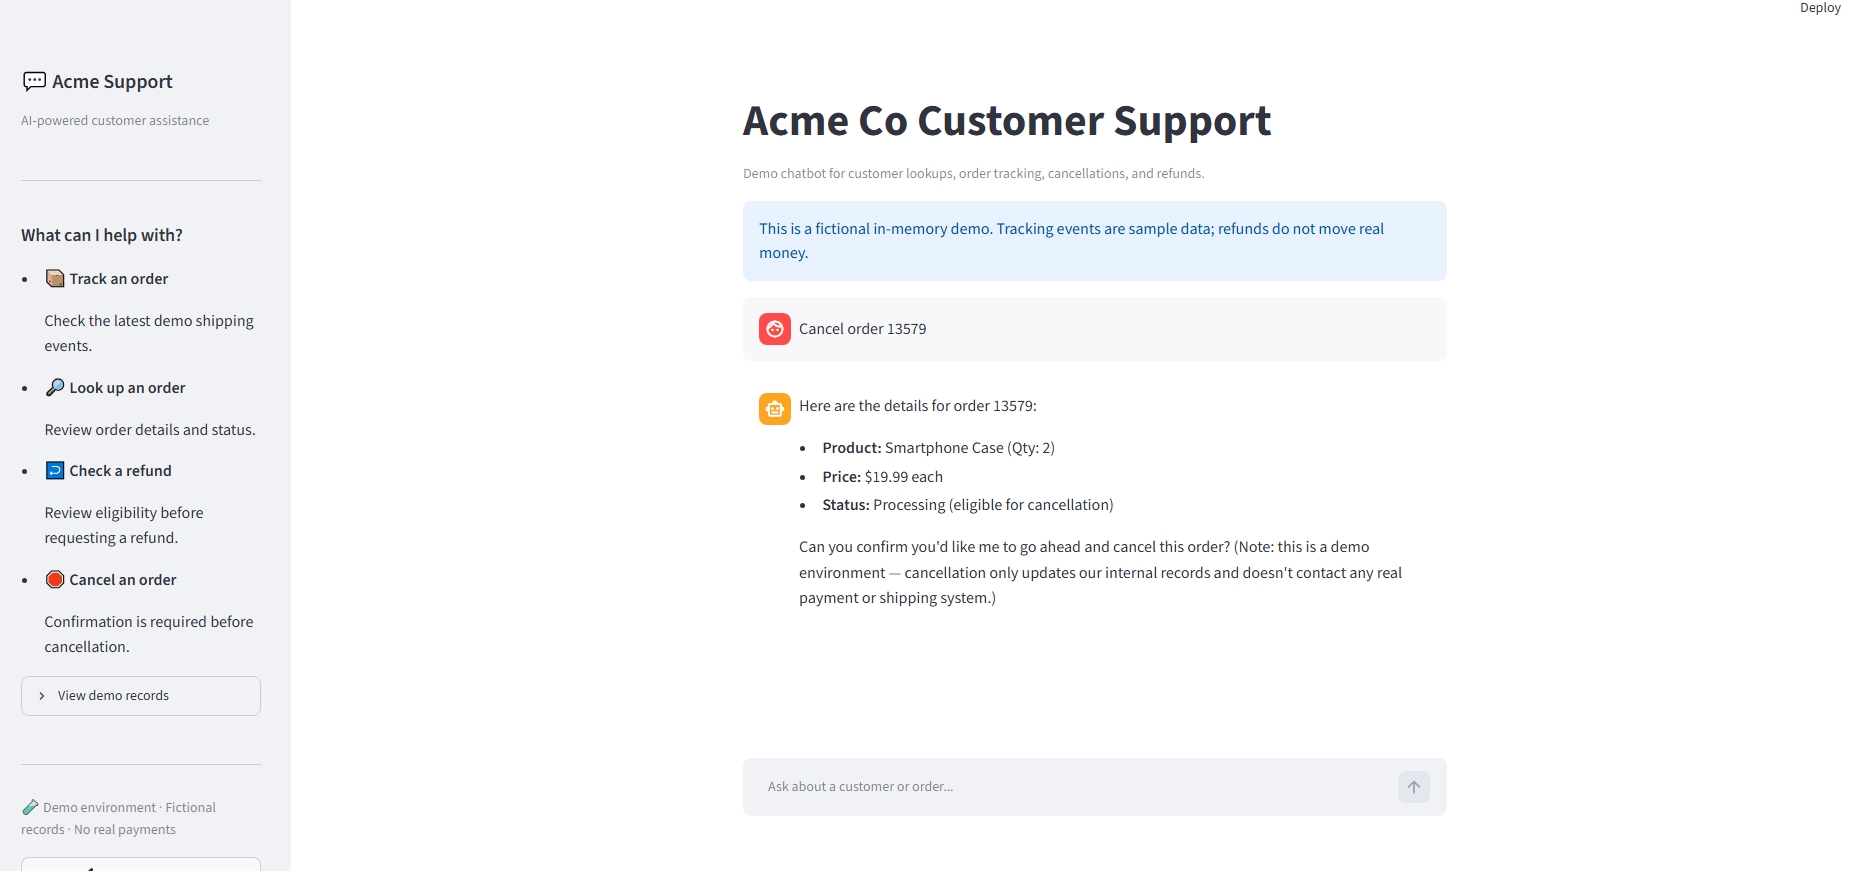 Deploy
Acme Support
AI-powered customer assistance
What can I help with?
Track an order
Check the latest demo shipping
events.
Look up an order
Review order details and status.
Check a refund
Review eligibility before
requesting a refund.
Cancel an order
Confirmation is required before
cancellation.
View demo records
Demo environment · Fictional
records · No real payments
Acme Co Customer Support
Demo chatbot for customer lookups, order tracking, cancellations, and refunds.
This is a fictional in-memory demo. Tracking events are sample data; refunds do not move real
money.
Cancel order 13579
Here are the details for order 13579:
Product: Smartphone Case (Qty: 2)
Price: $19.99 each
Status: Processing (eligible for cancellation)
Can you confirm you'd like me to go ahead and cancel this order? (Note: this is a demo
environment — cancellation only updates our internal records and doesn't contact any real
payment or shipping system.)
Ask about a customer or order...